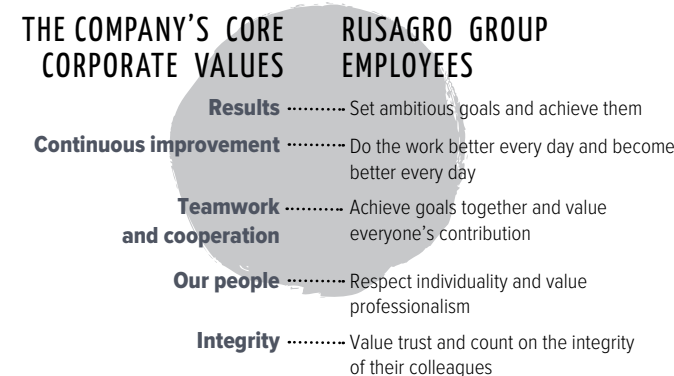 THE COMPANY'S CORE
CORPORATE VALUES
RUSAGRO GROUP
EMPLOYEES
Results ·········· Set ambitious goals and achieve them
Continuous improvement ·········· Do the work better every day and become
better every day
Teamwork ·········· Achieve goals together and value
and cooperation everyone's contribution
Our people ·········· Respect individuality and value
professionalism
Integrity ·········· Value trust and count on the integrity
of their colleagues